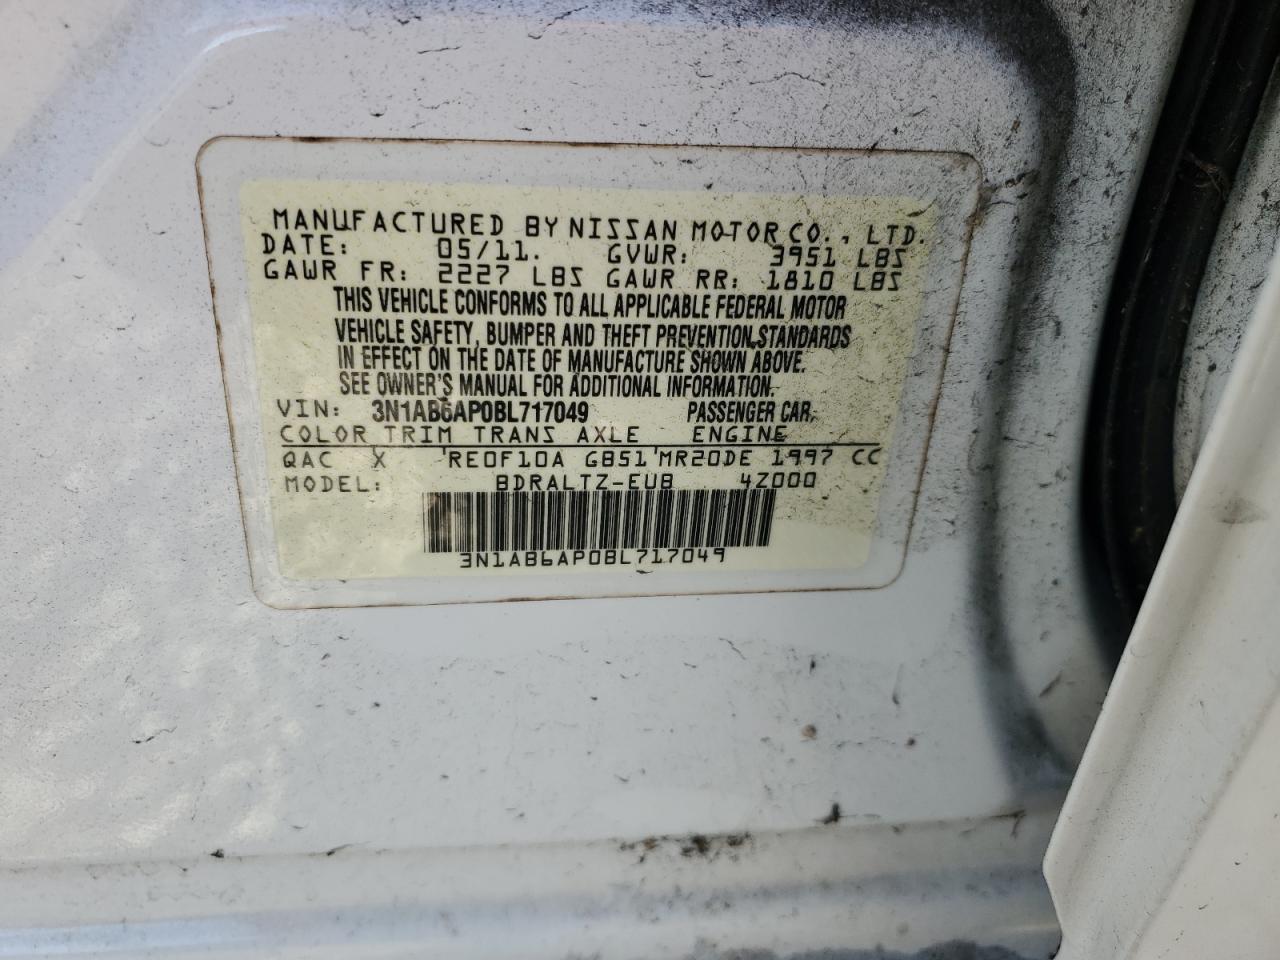 MANUFACTURED BY NISSAN MOTOR CO., LTD.
DATE: 05/11. GVWR: 3951 LBS
GAWR FR: 2227 LBS GAWR RR: 1810 LBS
THIS VEHICLE CONFORMS TO ALL APPLICABLE FEDERAL MOTOR
VEHICLE SAFETY, BUMPER AND THEFT PREVENTION STANDARDS
IN EFFECT ON THE DATE OF MANUFACTURE SHOWN ABOVE.
SEE OWNER'S MANUAL FOR ADDITIONAL INFORMATION.
VIN: 3N1AB6AP0BL717049 PASSENGER CAR
COLOR TRIM TRANS AXLE ENGINE
QAC X RE0F10A GB51 MR20DE 1997 CC
MODEL: BDRALTZ-EUB 4Z000
3N1AB6AP0BL717049